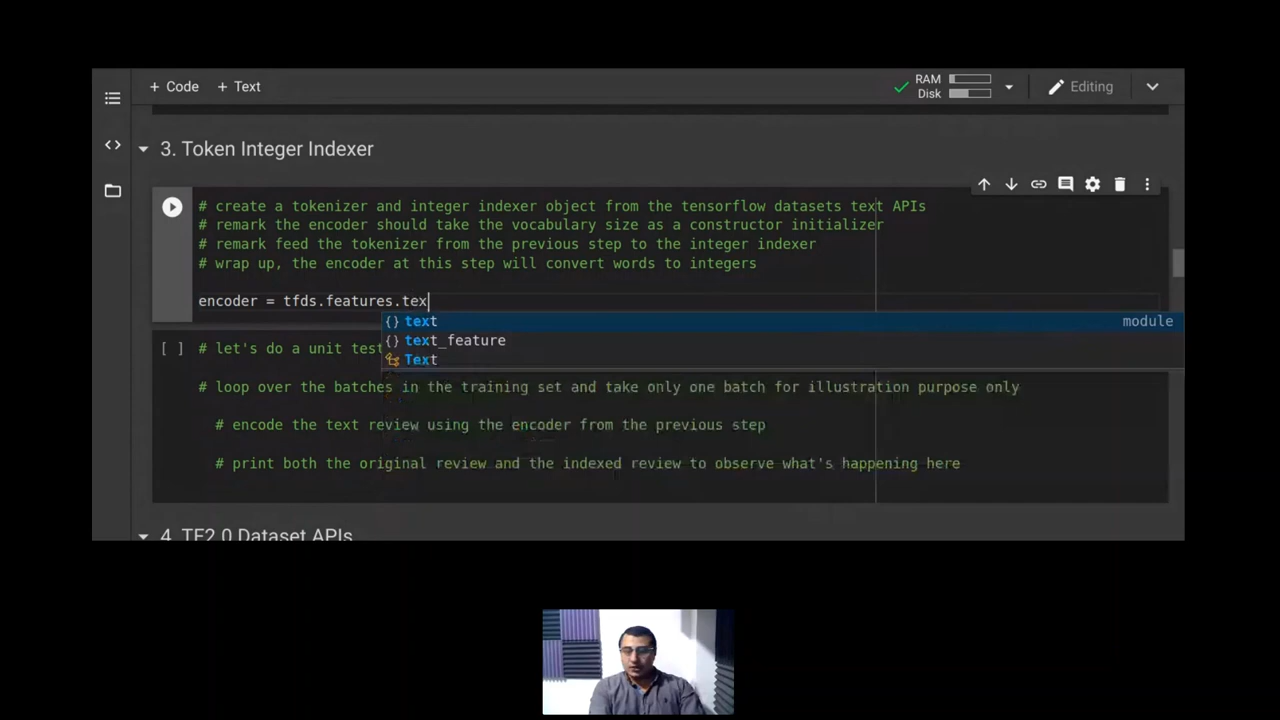 + Code + Text
RAM
Disk
Editing
3. Token Integer Indexer
# create a tokenizer and integer indexer object from the tensorflow datasets text APIs
# remark the encoder should take the vocabulary size as a constructor initializer
# remark feed the tokenizer from the previous step to the integer indexer
# wrap up, the encoder at this step will convert words to integers
encoder = tfds.features.tex
{} text module
{} text_feature
Text
[ ] # let's do a unit test
# loop over the batches in the training set and take only one batch for illustration purpose only
# encode the text review using the encoder from the previous step
# print both the original review and the indexed review to observe what's happening here
4. TF2.0 Dataset APIs